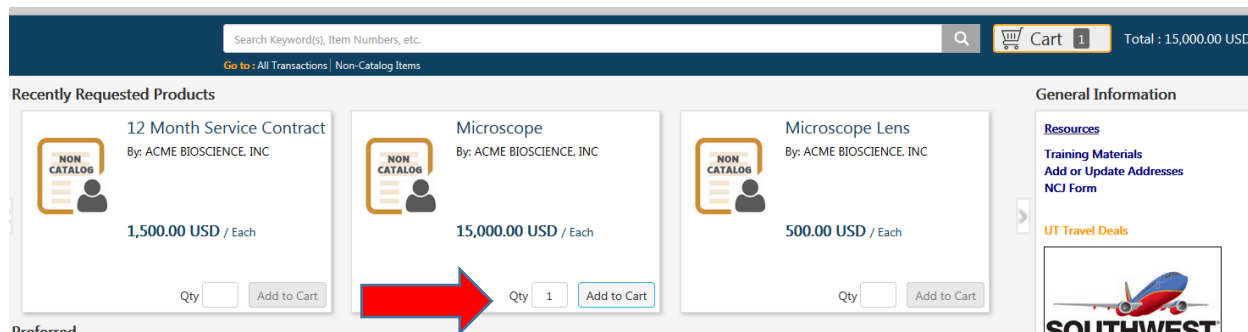 Search Keyword(s), Item Numbers, etc.
Cart 1
Total : 15,000.00 USD
Go to : All Transactions | Non-Catalog Items
Recently Requested Products
General Information
12 Month Service Contract
By: ACME BIOSCIENCE, INC
NON CATALOG
1,500.00 USD / Each
Qty
Add to Cart
Microscope
By: ACME BIOSCIENCE, INC
NON CATALOG
15,000.00 USD / Each
Qty 1 Add to Cart
Microscope Lens
By: ACME BIOSCIENCE, INC
NON CATALOG
500.00 USD / Each
Qty
Add to Cart
Resources
Training Materials
Add or Update Addresses
NCJ Form
UT Travel Deals
SOUTHWEST
Preferred